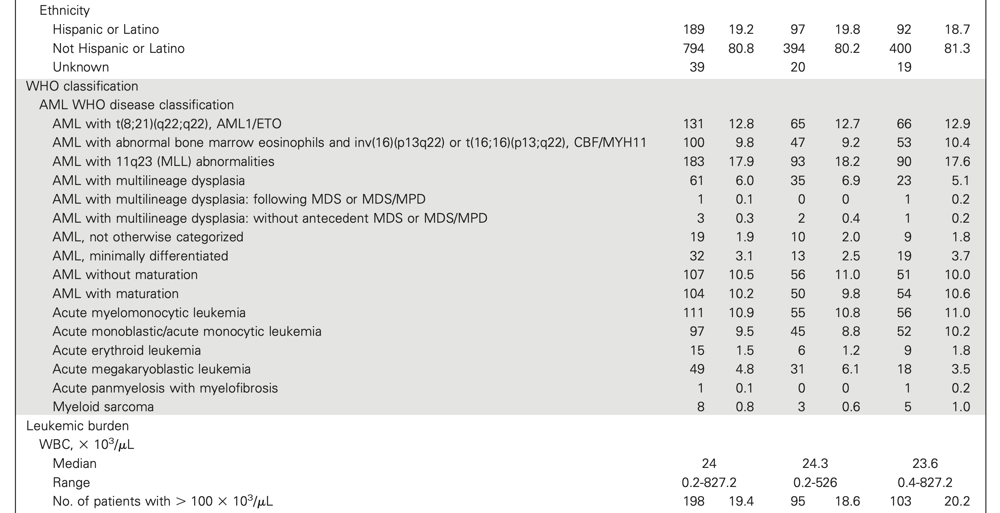 Ethnicity
Hispanic or Latino 189 19.2 97 19.8 92 18.7
Not Hispanic or Latino 794 80.8 394 80.2 400 81.3
Unknown 39 20 19
WHO classification
AML WHO disease classification
AML with t(8;21)(q22;q22), AML1/ETO 131 12.8 65 12.7 66 12.9
AML with abnormal bone marrow eosinophils and inv(16)(p13q22) or t(16;16)(p13;q22), CBF/MYH11 100 9.8 47 9.2 53 10.4
AML with 11q23 (MLL) abnormalities 183 17.9 93 18.2 90 17.6
AML with multilineage dysplasia 61 6.0 35 6.9 23 5.1
AML with multilineage dysplasia: following MDS or MDS/MPD 1 0.1 0 0 1 0.2
AML with multilineage dysplasia: without antecedent MDS or MDS/MPD 3 0.3 2 0.4 1 0.2
AML, not otherwise categorized 19 1.9 10 2.0 9 1.8
AML, minimally differentiated 32 3.1 13 2.5 19 3.7
AML without maturation 107 10.5 56 11.0 51 10.0
AML with maturation 104 10.2 50 9.8 54 10.6
Acute myelomonocytic leukemia 111 10.9 55 10.8 56 11.0
Acute monoblastic/acute monocytic leukemia 97 9.5 45 8.8 52 10.2
Acute erythroid leukemia 15 1.5 6 1.2 9 1.8
Acute megakaryoblastic leukemia 49 4.8 31 6.1 18 3.5
Acute panmyelosis with myelofibrosis 1 0.1 0 0 1 0.2
Myeloid sarcoma 8 0.8 3 0.6 5 1.0
Leukemic burden
WBC, × 10³/μL
Median 24 24.3 23.6
Range 0.2-827.2 0.2-526 0.4-827.2
No. of patients with > 100 × 10³/μL 198 19.4 95 18.6 103 20.2